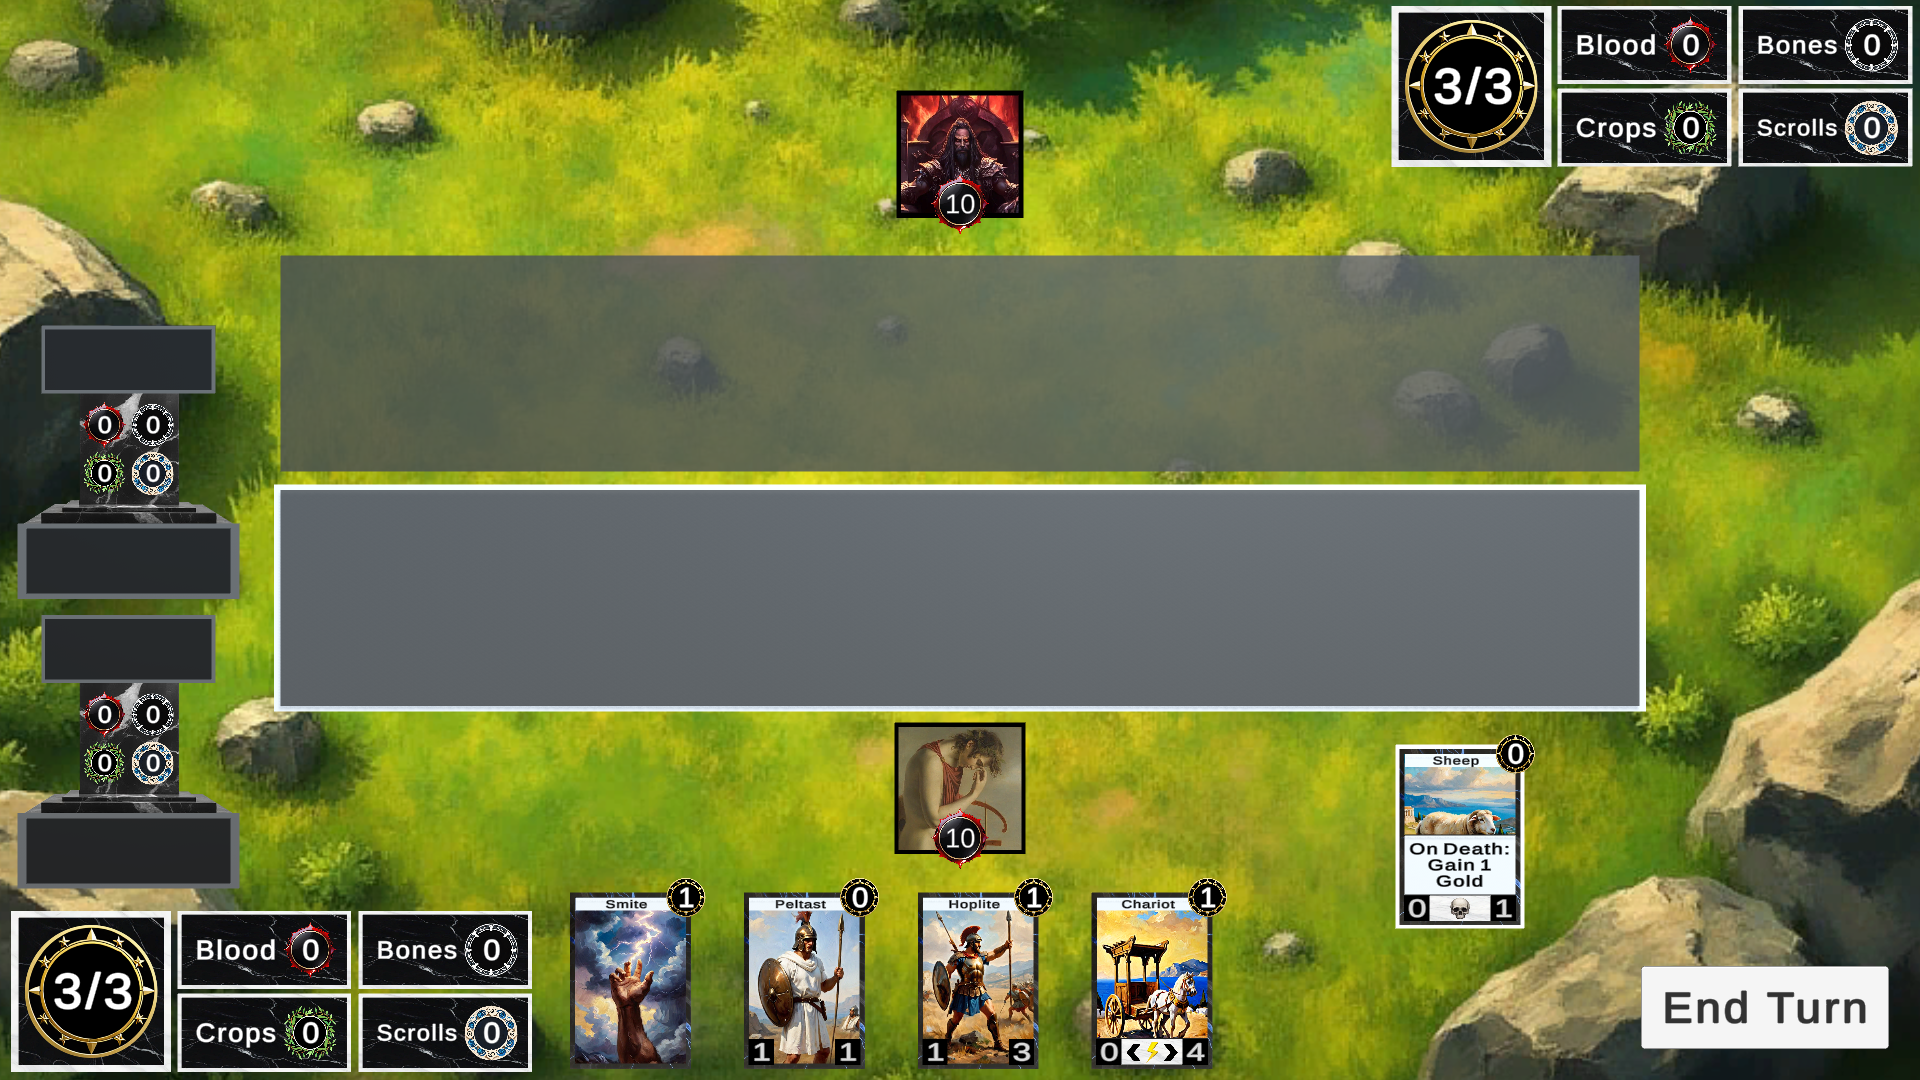 3/3
Blood 0
Bones 0
Crops 0
Scrolls 0
10
0 0
0 0
0 0
0 0
10
Sheep 0
On Death:
Gain 1
Gold
0 1
3/3
Blood 0
Bones 0
Crops 0
Scrolls 0
Smite 1
Peltast 0
1 1
Hoplite 1
1 3
Chariot 1
0 4
End Turn